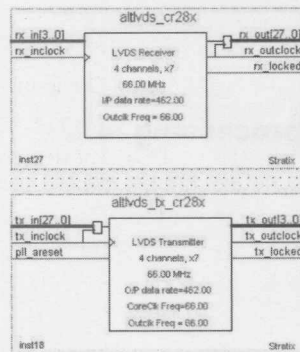 altlvds_cr28x
rx_in[3..0] rx_out[27..0]
rx_inclock LVDS Receiver rx_outclock
4 channels, x7 rx_locked
66.00 MHz
I/P data rate=462.00
Outclk Freq = 66.00
inst27 Stratix
altlvds_tx_cr28x
tx_in[27..0] tx_out[3..0]
tx_inclock LVDS Transmitter tx_outclock
pll_areset 4 channels, x7 tx_locked
66.00 MHz
O/P data rate=462.00
CoreClk Freq=66.00
Outclk Freq = 66.00
inst18 Stratix